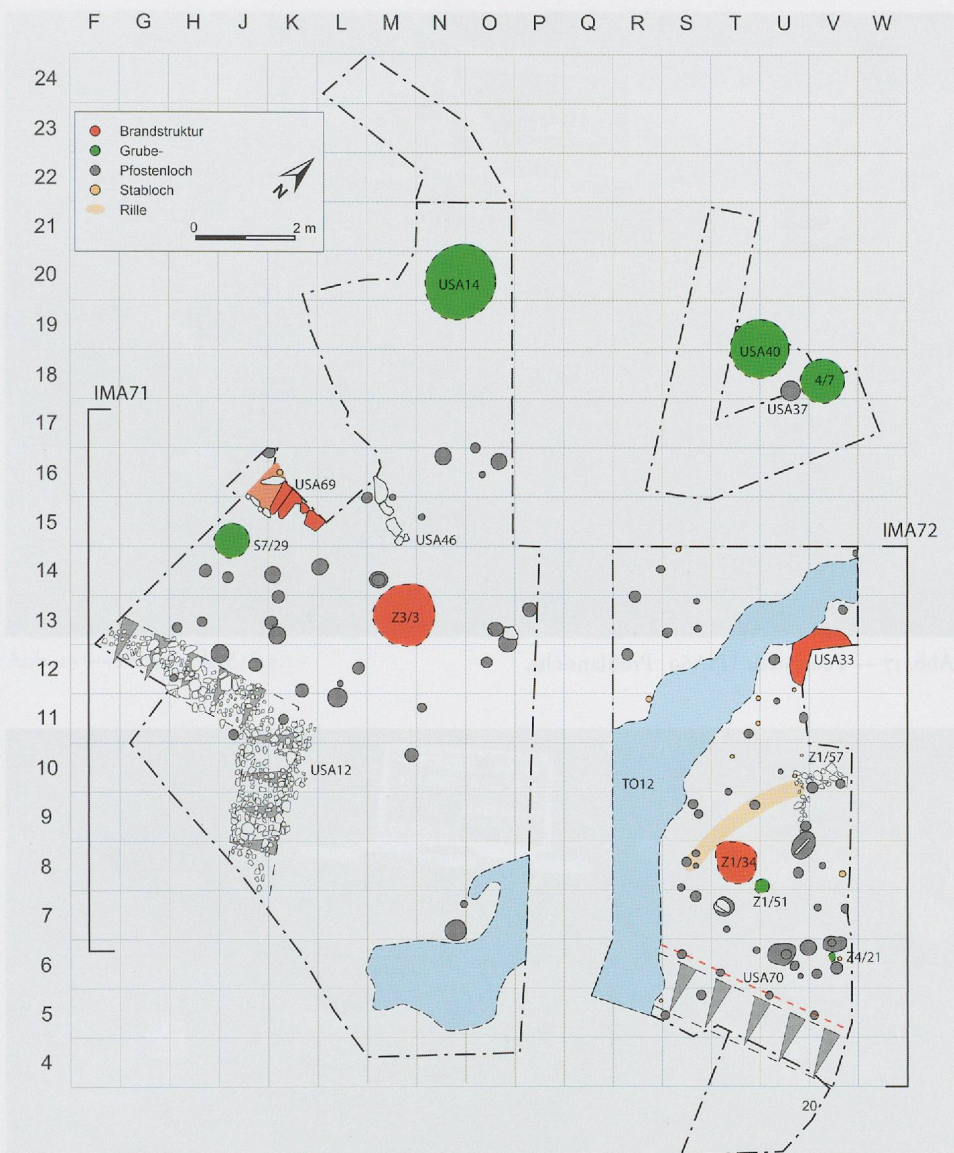 F G H I J K L M N O P Q R S T U V W
24
23
22
21
20
19
18
17
16
15
14
13
12
11
10
9
8
7
6
5
4
Brandstruktur
Grube-
Pfostenloch
Stabloch
Rille
N
0 2 m
USA14
USA40
4/7
USA37
IMA71
USA69
USA46
S7/29
IMA72
Z3/3
USA33
USA12
Z1/57
TO12
Z1/34
Z1/51
Z4/21
USA70
20